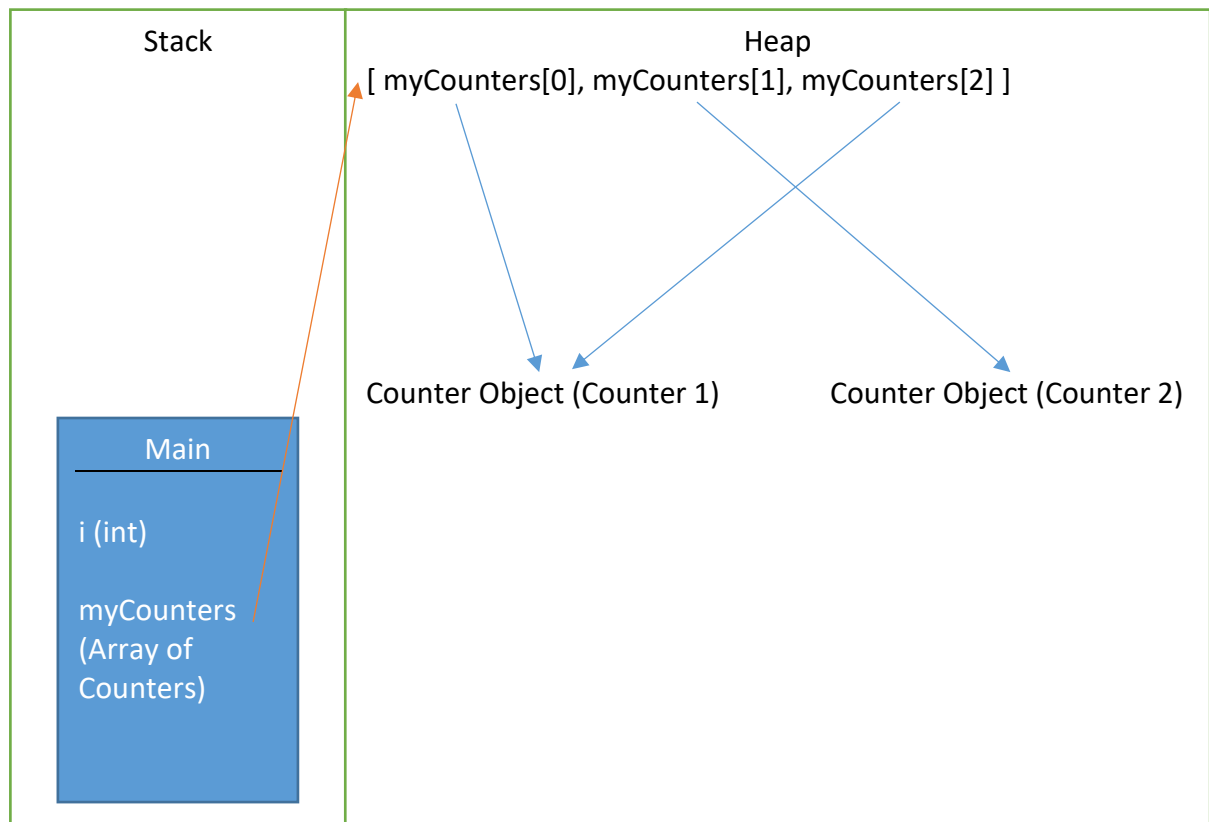 Stack
Heap
[ myCounters[0], myCounters[1], myCounters[2] ]
Counter Object (Counter 1)
Counter Object (Counter 2)
Main
i (int)
myCounters
(Array of
Counters)